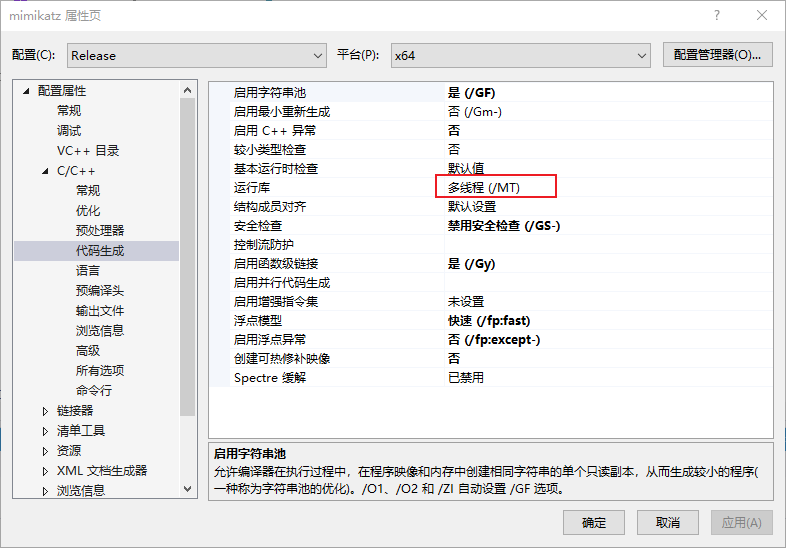 mimikatz 属性页
配置(C): Release 平台(P): x64 配置管理器(O)...
配置属性
常规
调试
VC++ 目录
C/C++
常规
优化
预处理器
代码生成
语言
预编译头
输出文件
浏览信息
高级
所有选项
命令行
链接器
清单工具
资源
XML 文档生成器
浏览信息
启用字符串池 是 (/GF)
启用最小重新生成 否 (/Gm-)
启用 C++ 异常 否
较小类型检查 否
基本运行时检查 默认值
运行库 多线程 (/MT)
结构成员对齐 默认设置
安全检查 禁用安全检查 (/GS-)
控制流防护
启用函数级链接 是 (/Gy)
启用并行代码生成
启用增强指令集 未设置
浮点模型 快速 (/fp:fast)
启用浮点异常 否 (/fp:except-)
创建可热修补映像 否
Spectre 缓解 已禁用
启用字符串池
允许编译器在执行过程中，在程序映像和内存中创建相同字符串的单个只读副本，从而生成较小的程序(
一种称为字符串池的优化)。/O1、/O2 和 /ZI 自动设置 /GF 选项。
确定 取消 应用(A)